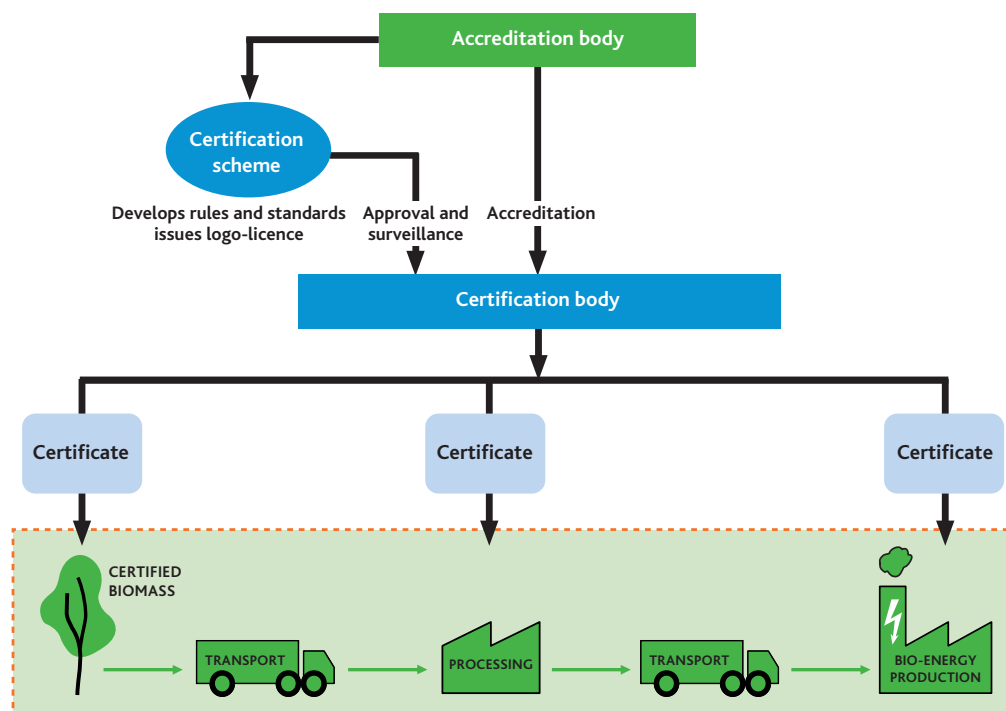 Accreditation body
Certification
scheme
Develops rules and standards
issues logo-licence
Approval and
surveillance
Accreditation
Certification body
Certificate
Certificate
Certificate
CERTIFIED
BIOMASS
TRANSPORT
PROCESSING
TRANSPORT
BIO-ENERGY
PRODUCTION